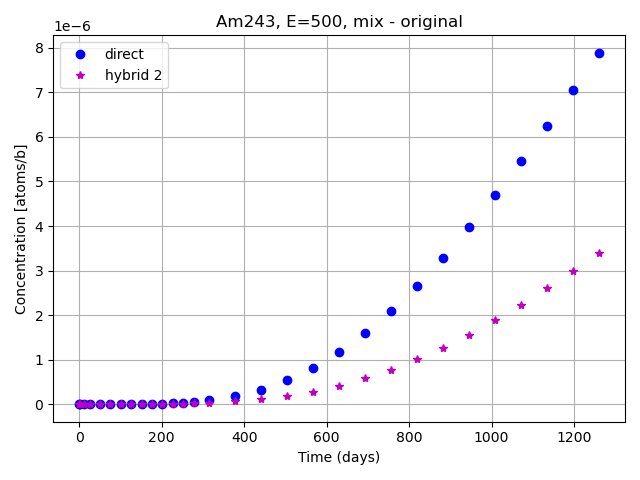 Am243, E=500, mix - original
1e−6
direct
hybrid 2
8
7
6
5
4
3
2
1
0
Concentration [atoms/b]
0 200 400 600 800 1000 1200
Time (days)